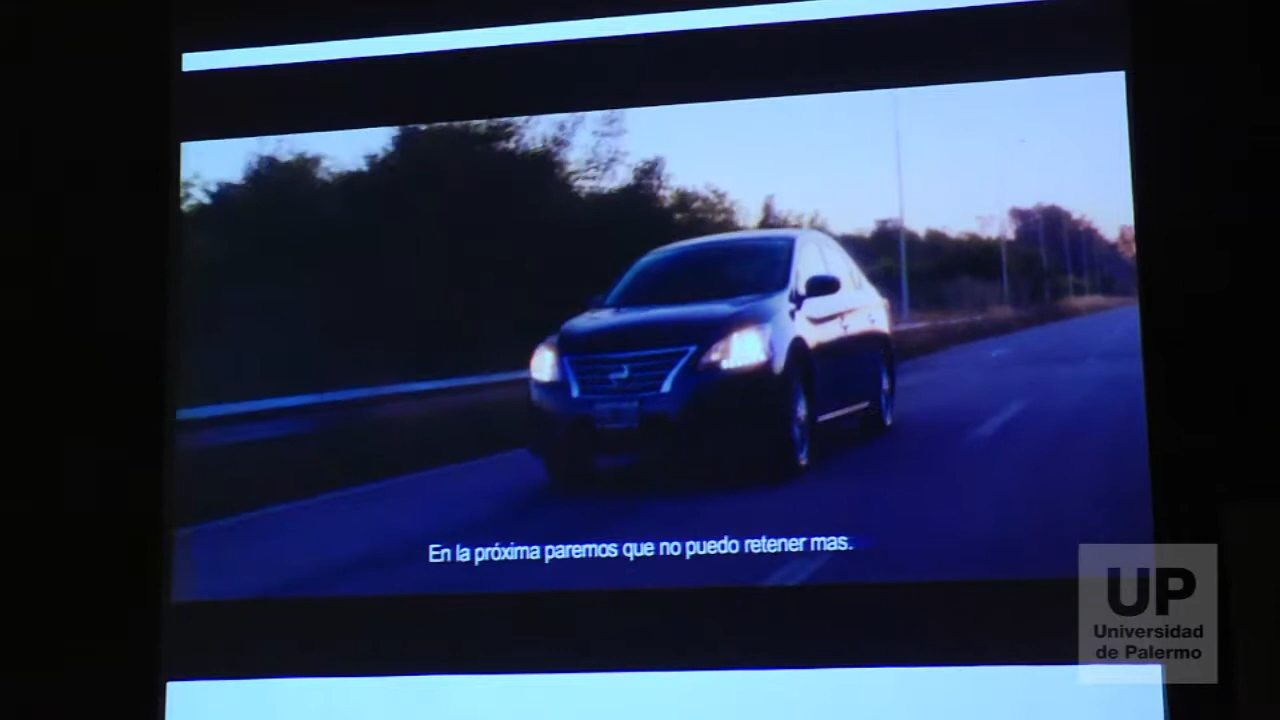 En la próxima paremos que no puedo retener mas.
UP
Universidad
de Palermo